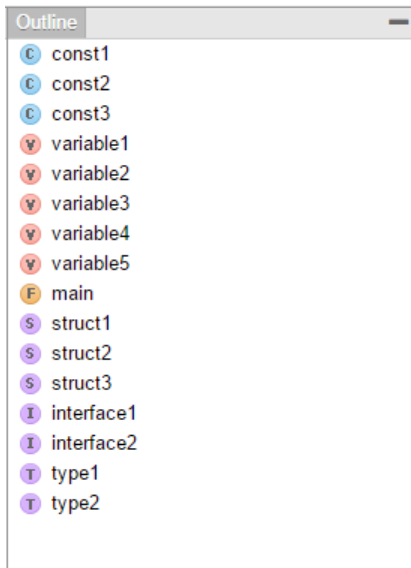 Outline
C const1
C const2
C const3
V variable1
V variable2
V variable3
V variable4
V variable5
F main
S struct1
S struct2
S struct3
I interface1
I interface2
T type1
T type2